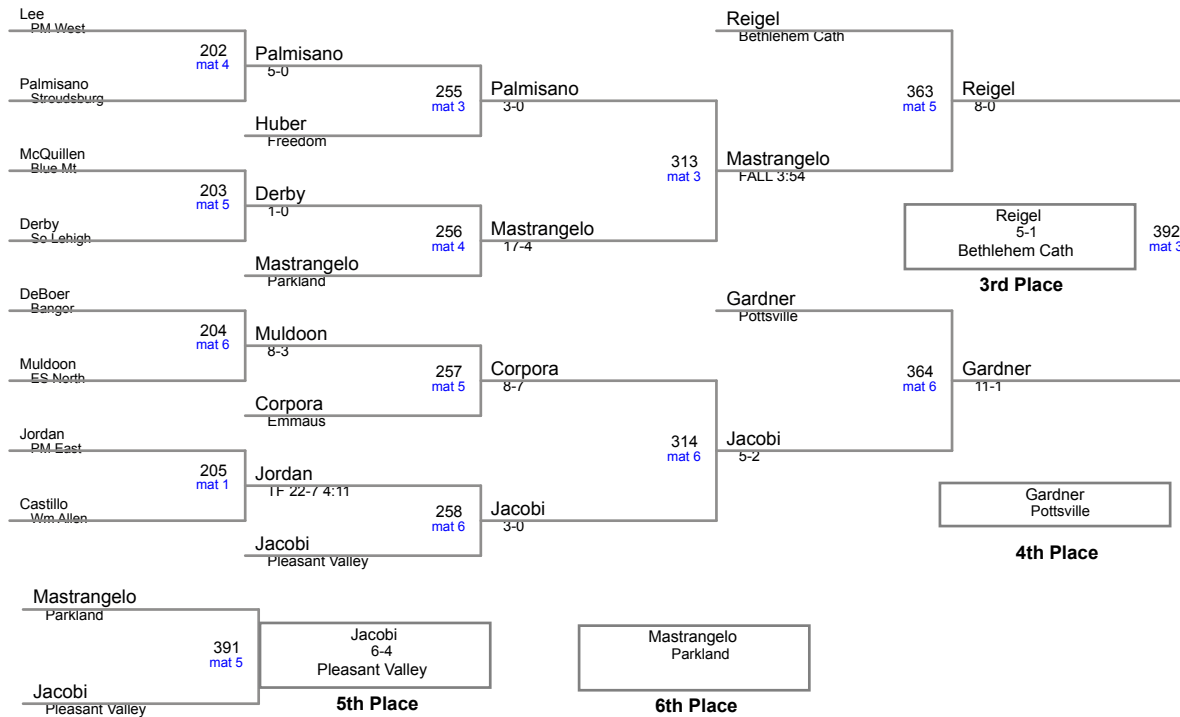 Lee
PM West
202
mat 4
Palmisano
Stroudsburg
Palmisano
5-0
255
mat 3
Huber
Freedom
Palmisano
3-0
McQuillen
Blue Mt
203
mat 5
Derby
So Lehigh
Derby
1-0
256
mat 4
Mastrangelo
Parkland
Mastrangelo
17-4
313
mat 3
DeBoer
Bangor
204
mat 6
Muldoon
ES North
Muldoon
8-3
257
mat 5
Corpora
Emmaus
Corpora
8-7
Jordan
PM East
205
mat 1
Castillo
Wm Allen
Jordan
TF 22-7 4:11
258
mat 6
Jacobi
Pleasant Valley
Jacobi
3-0
314
mat 6
Reigel
Bethlehem Cath
363
mat 5
Mastrangelo
FALL 3:54
Reigel
8-0
Reigel
5-1
Bethlehem Cath
392
mat 3
3rd Place
Gardner
Pottsville
364
mat 6
Jacobi
5-2
Gardner
11-1
Gardner
Pottsville
4th Place
Mastrangelo
Parkland
391
mat 5
Jacobi
Pleasant Valley
Jacobi
6-4
Pleasant Valley
5th Place
Mastrangelo
Parkland
6th Place